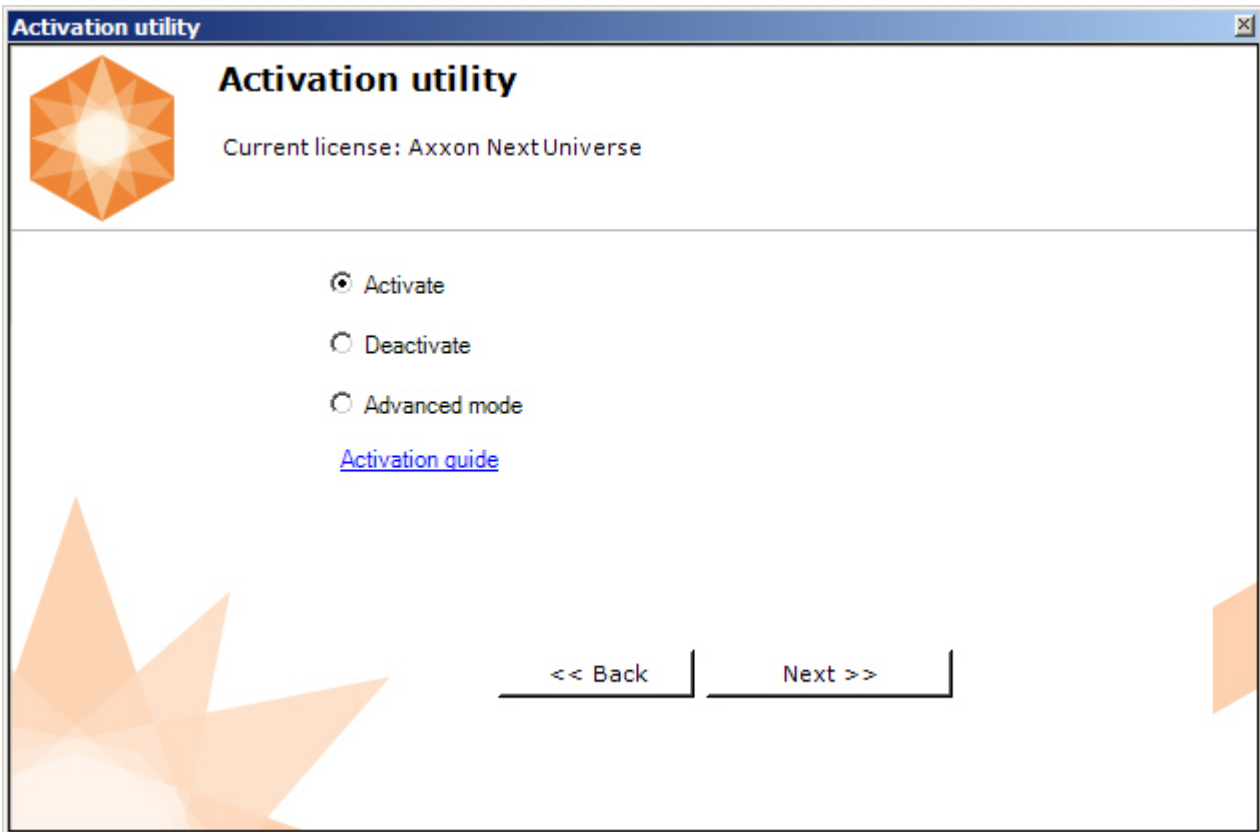 Activation utility
Activation utility
Current license: Axxon Next Universe
Activate
Deactivate
Advanced mode
Activation guide
<< Back
Next >>